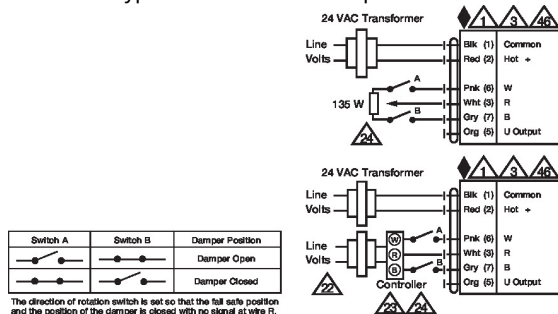 24 VAC Transformer
1 3 46
Line
Volts
Blk (1) Common
Red (2) Hot +
A
Pnk (6) W
135 W
Wht (3) R
B
Gry (7) B
Org (5) U Output
24
24 VAC Transformer
1 3 46
Line
Volts
Blk (1) Common
Red (2) Hot +
A
W
Pnk (6) W
Line
Volts
R
Wht (3) R
B
B
Gry (7) B
Org (5) U Output
22
Controller
23 24
Switch A Switch B Damper Position
Damper Open
Damper Closed
The direction of rotation switch is set so that the fail safe position
and the position of the damper is closed with no signal at wire R.